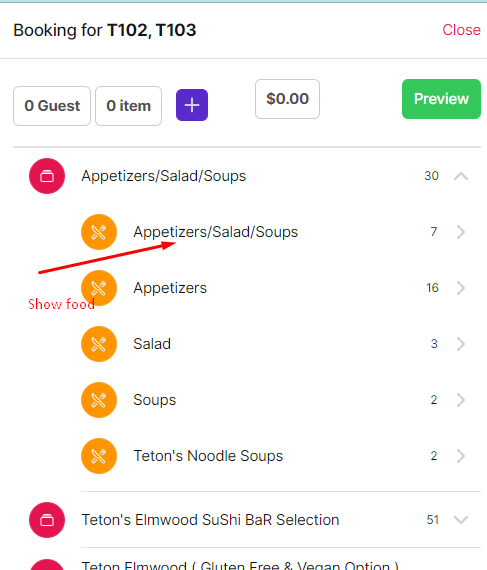 Booking for T102, T103 Close
0 Guest 0 item + $0.00 Preview
Appetizers/Salad/Soups 30
Appetizers/Salad/Soups 7
Appetizers 16
Show food
Salad 3
Soups 2
Teton's Noodle Soups 2
Teton's Elmwood SuShi BaR Selection 51
Teton Elmwood ( Gluten Free & Vegan Option )